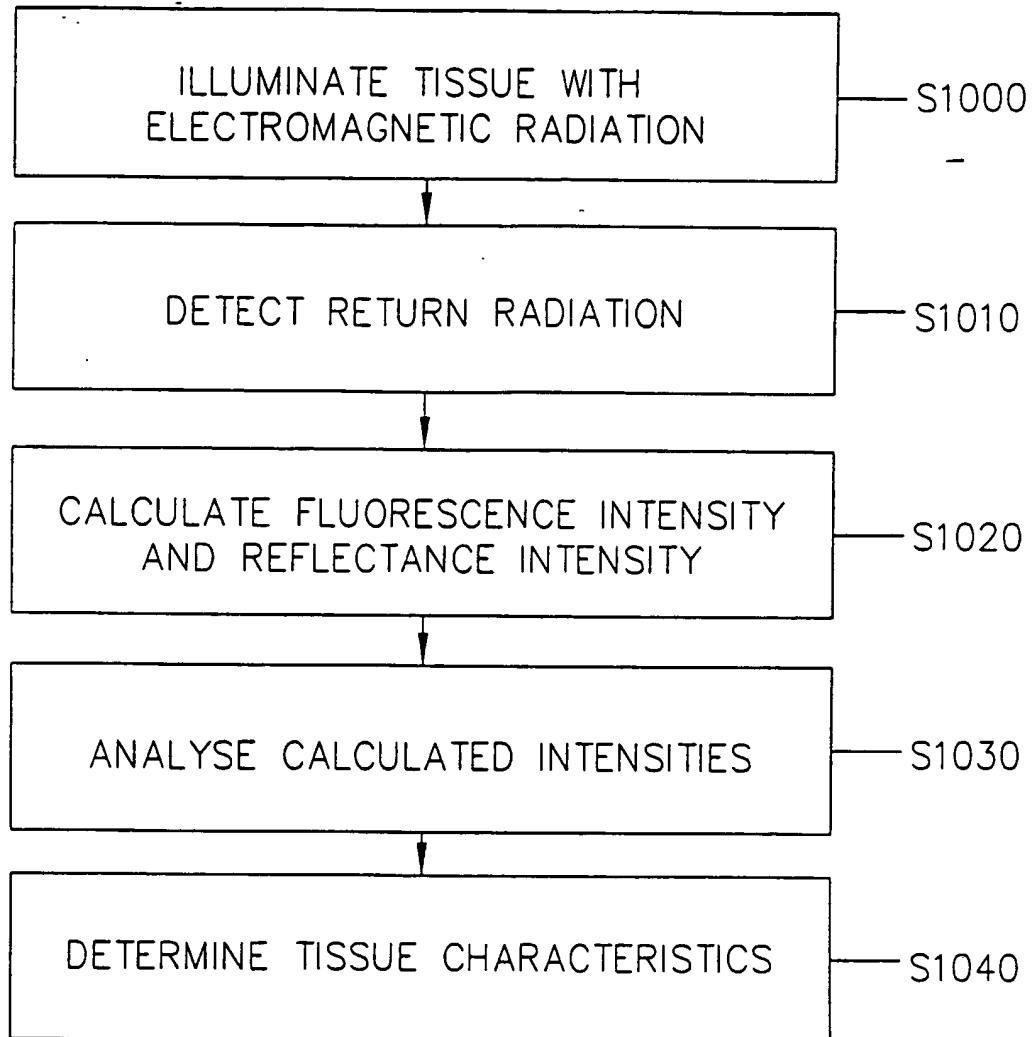 ILLUMINATE TISSUE WITH
ELECTROMAGNETIC RADIATION
S1000
DETECT RETURN RADIATION
S1010
CALCULATE FLUORESCENCE INTENSITY
AND REFLECTANCE INTENSITY
S1020
ANALYSE CALCULATED INTENSITIES
S1030
DETERMINE TISSUE CHARACTERISTICS
S1040